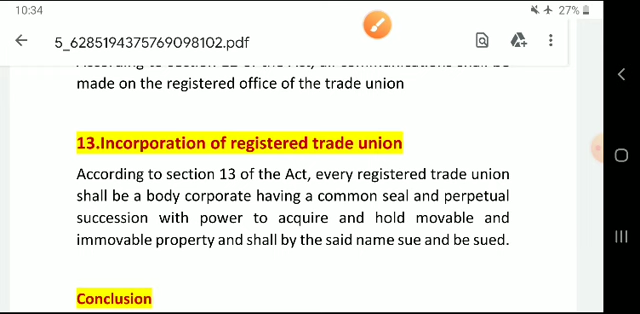 10:34
27%
5_6285194375769098102.pdf
made on the registered office of the trade union
13.Incorporation of registered trade union
According to section 13 of the Act, every registered trade union
shall be a body corporate having a common seal and perpetual
succession with power to acquire and hold movable and
immovable property and shall by the said name sue and be sued.
Conclusion